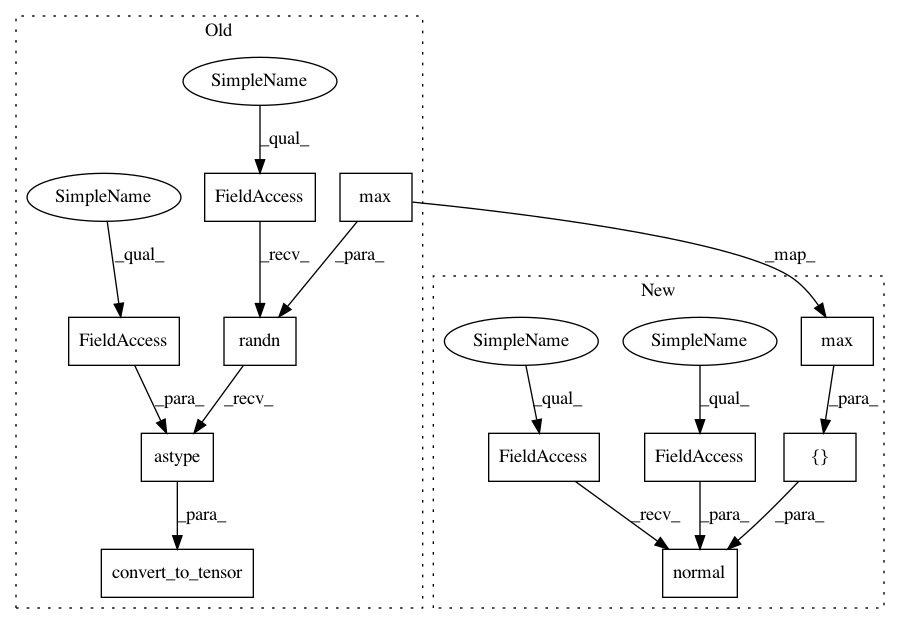 Old
SimpleName
_qual_
SimpleName
FieldAccess
max
_qual_
_recv_
_para_
_map_
New
FieldAccess
randn
SimpleName
SimpleName
max
_para_
_recv_
_qual_
_qual_
_para_
astype
FieldAccess
FieldAccess
{}
_para_
_recv_
_para_
_para_
convert_to_tensor
normal